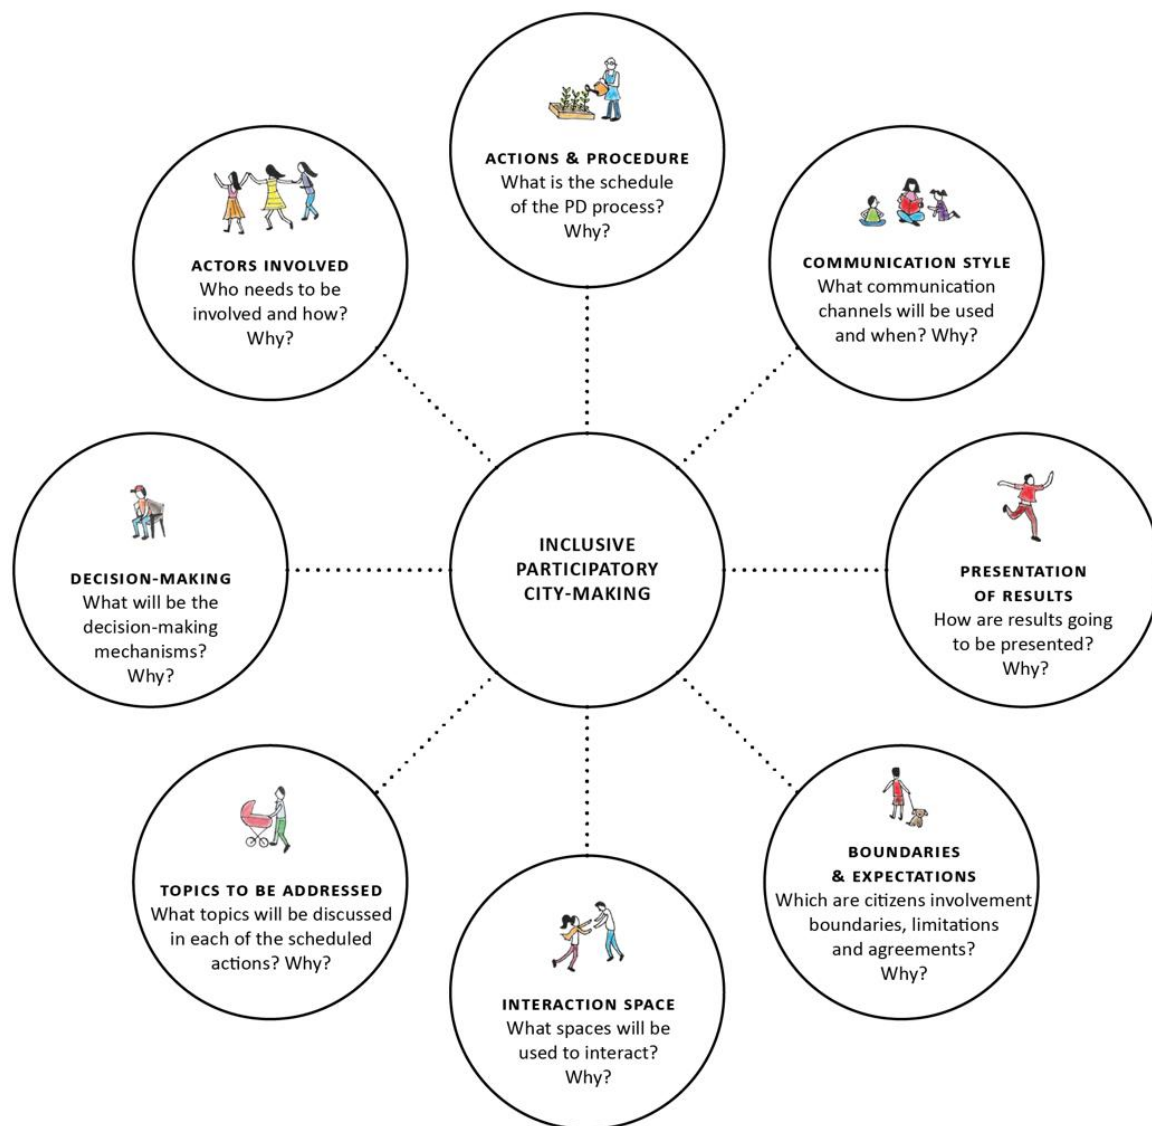 ACTIONS & PROCEDURE
What is the schedule
of the PD process?
Why?
COMMUNICATION STYLE
What communication
channels will be used
and when? Why?
PRESENTATION
OF RESULTS
How are results going
to be presented?
Why?
BOUNDARIES
& EXPECTATIONS
Which are citizens involvement
boundaries, limitations
and agreements?
Why?
INTERACTION SPACE
What spaces will be
used to interact?
Why?
TOPICS TO BE ADDRESSED
What topics will be discussed
in each of the scheduled
actions? Why?
DECISION-MAKING
What will be the
decision-making
mechanisms?
Why?
ACTORS INVOLVED
Who needs to be
involved and how?
Why?
INCLUSIVE
PARTICIPATORY
CITY-MAKING